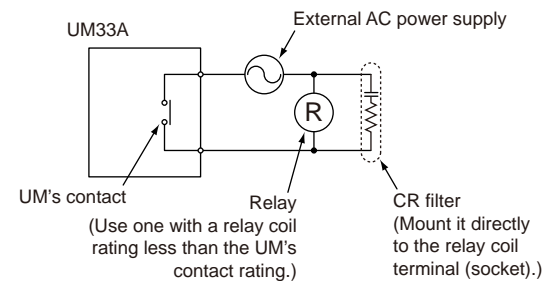 External AC power supply
UM33A
R
UM's contact
Relay
(Use one with a relay coil
rating less than the UM's
contact rating.)
CR filter
(Mount it directly
to the relay coil
terminal (socket).)